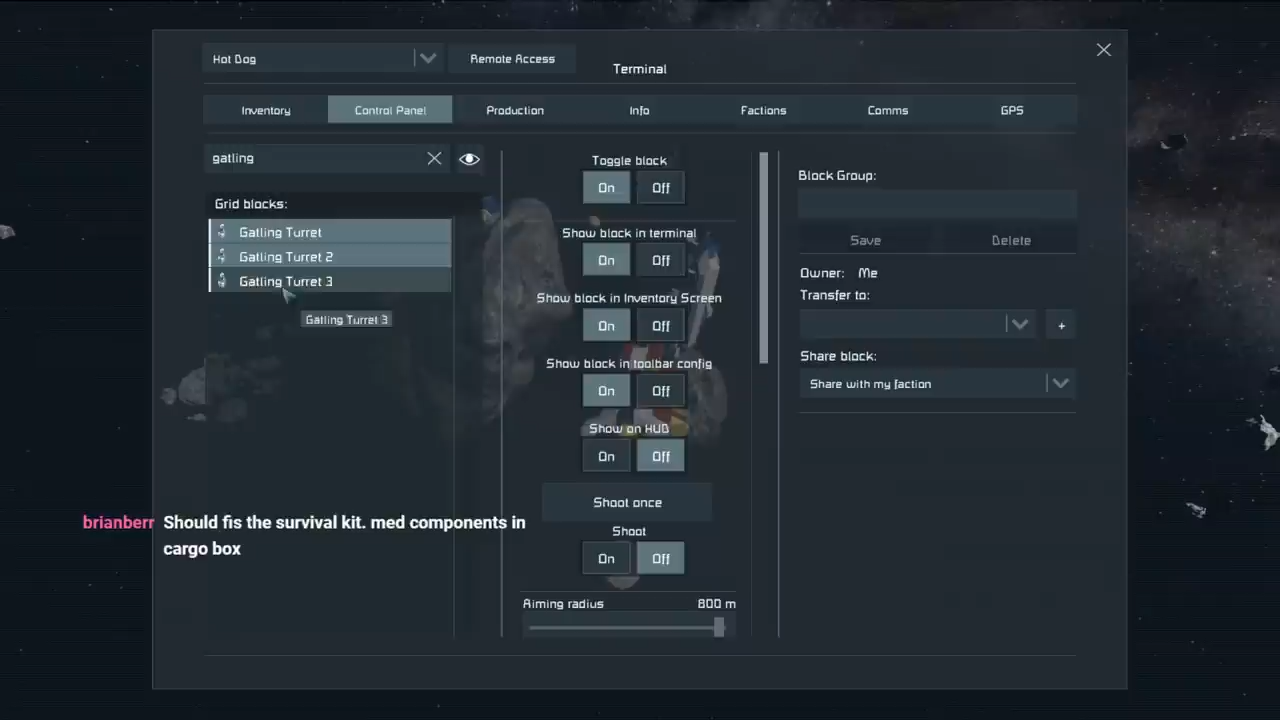 Hot Dog
Remote Access
Terminal
Inventory
Control Panel
Production
Info
Factions
Comms
GPS
gatling
Grid blocks:
Gatling Turret
Gatling Turret 2
Gatling Turret 3
Gatling Turret 3
Toggle block
On Off
Show block in terminal
On Off
Show block in Inventory Screen
On Off
Show block in toolbar config
On Off
Show on HUD
On Off
Shoot once
Shoot
On Off
Aiming radius 800 m
Block Group:
Save Delete
Owner: Me
Transfer to:
+
Share block:
Share with my faction
brianberr Should fis the survival kit. med components in
cargo box